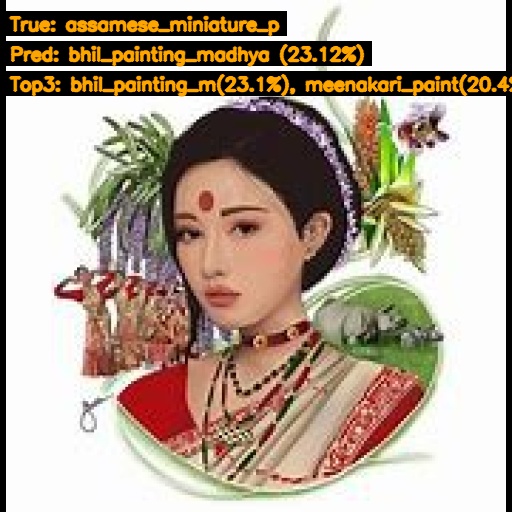 True: assamese_miniature_p
Pred: bhil_painting_madhya (23.12%)
Top3: bhil_painting_m(23.1%), meenakari_paint(20.4%